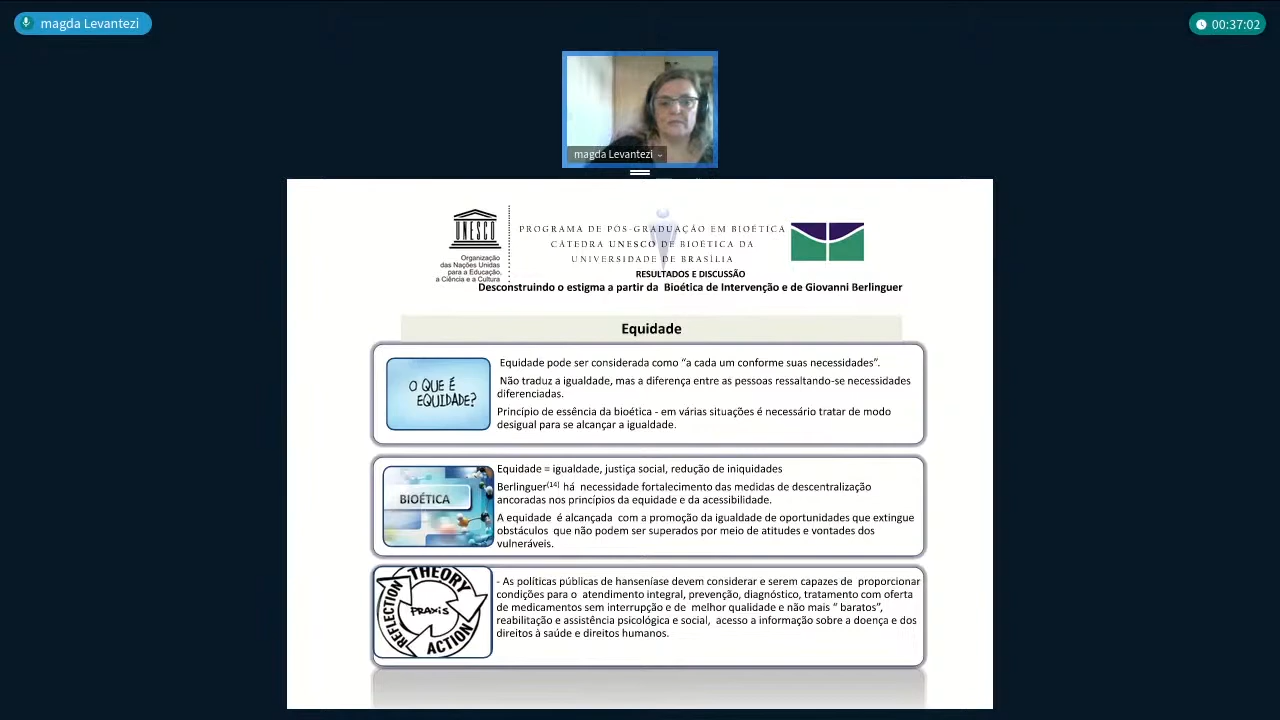 magda Levantezi
00:37:02
magda Levantezi
UNESCO
Organização
das Nações Unidas
para a Educação,
a Ciência e a Cultura
PROGRAMA DE PÓS-GRADUAÇÃO EM BIOÉTICA
CÁTEDRA UNESCO DE BIOÉTICA DA
UNIVERSIDADE DE BRASÍLIA
RESULTADOS E DISCUSSÃO
Desconstruindo o estigma a partir da Bioética de Intervenção e de Giovanni Berlinguer
Equidade
O QUE É
EQUIDADE?
Equidade pode ser considerada como “a cada um conforme suas necessidades”.
Não traduz a igualdade, mas a diferença entre as pessoas ressaltando-se necessidades
diferenciadas.
Princípio de essência da bioética - em várias situações é necessário tratar de modo
desigual para se alcançar a igualdade.
BIOÉTICA
Equidade = igualdade, justiça social, redução de iniquidades
Berlinguer(14) há necessidade fortalecimento das medidas de descentralização
ancoradas nos princípios da equidade e da acessibilidade.
A equidade é alcançada com a promoção da igualdade de oportunidades que extingue
obstáculos que não podem ser superados por meio de atitudes e vontades dos
vulneráveis.
THEORY
PRAXIS
REFLECTION
ACTION
- As políticas públicas de hanseníase devem considerar e serem capazes de proporcionar
condições para o atendimento integral, prevenção, diagnóstico, tratamento com oferta
de medicamentos sem interrupção e de melhor qualidade e não mais “ baratos”,
reabilitação e assistência psicológica e social, acesso a informação sobre a doença e dos
direitos à saúde e direitos humanos.